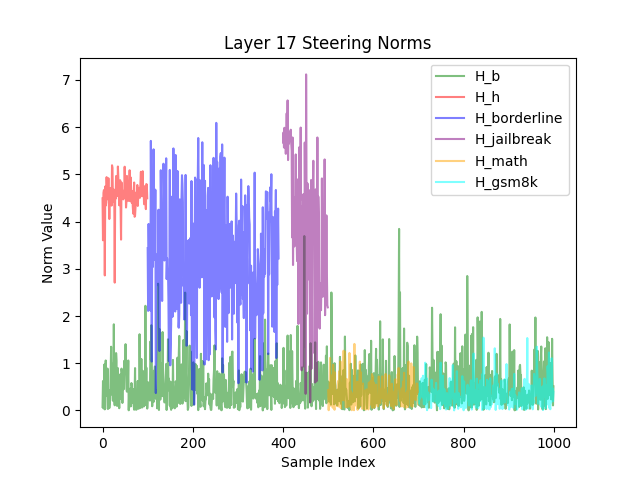 Layer 17 Steering Norms
H_b
H_h
H_borderline
H_jailbreak
H_math
H_gsm8k
Norm Value
7
6
5
4
3
2
1
0
0
200
400
600
800
1000
Sample Index